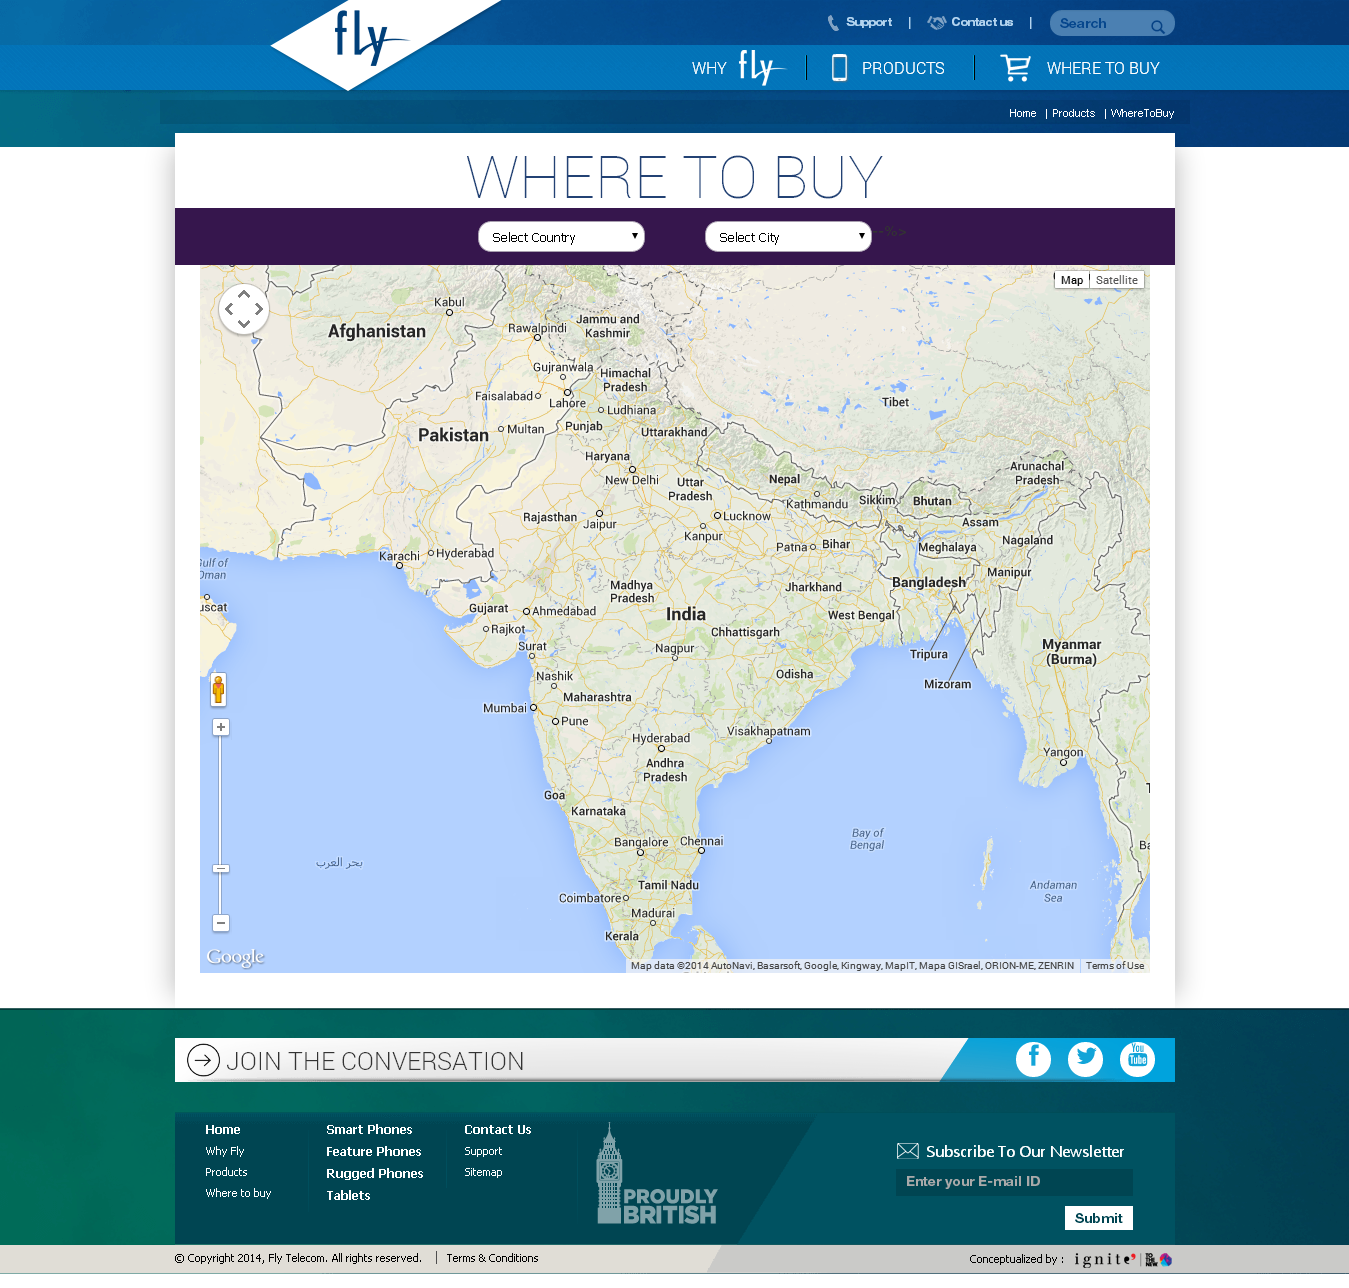 fly
Support | Contact us | Search
WHY fly PRODUCTS WHERE TO BUY
Home | Products | WhereToBuy
WHERE TO BUY
Select Country
Select City
--%>
Map
Satellite
Kabul
Afghanistan
Rawalpindi
Jammu and
Kashmir
Gujranwala
Himachal
Pradesh
Faisalabad
Lahore
Ludhiana
Tibet
Pakistan
Multan
Punjab
Uttarakhand
Haryana
New Delhi
Uttar
Pradesh
Nepal
Kathmandu
Sikkim
Bhutan
Arunachal
Pradesh
Rajasthan
Jaipur
Lucknow
Kanpur
Assam
Nagaland
Patna
Bihar
Meghalaya
Karachi
Hyderabad
Gulf of
Oman
Manipur
Madhya
Pradesh
Jharkhand
Bangladesh
uscat
Gujarat
Ahmedabad
India
West Bengal
Rajkot
Chhattisgarh
Surat
Nagpur
Tripura
Myanmar
(Burma)
Nashik
Odisha
Mizoram
Maharashtra
Mumbai
Pune
Hyderabad
Visakhapatnam
Andhra
Pradesh
Yangon
Goa
Karnataka
Bangalore
Chennai
Bay of
Bengal
Ba
بحر العرب
Tamil Nadu
Coimbatore
Andaman
Sea
Madurai
Kerala
Google
Map data ©2014 AutoNavi, Basarsoft, Google, Kingway, MapIT, Mapa GISrael, ORION-ME, ZENRIN
Terms of Use
JOIN THE CONVERSATION
f
You
Tube
Home
Why Fly
Products
Where to buy
Smart Phones
Feature Phones
Rugged Phones
Tablets
Contact Us
Support
Sitemap
PROUDLY
BRITISH
Subscribe To Our Newsletter
Enter your E-mail ID
Submit
© Copyright 2014, Fly Telecom. All rights reserved. | Terms & Conditions
Conceptualized by : ignite | TO THE NEW